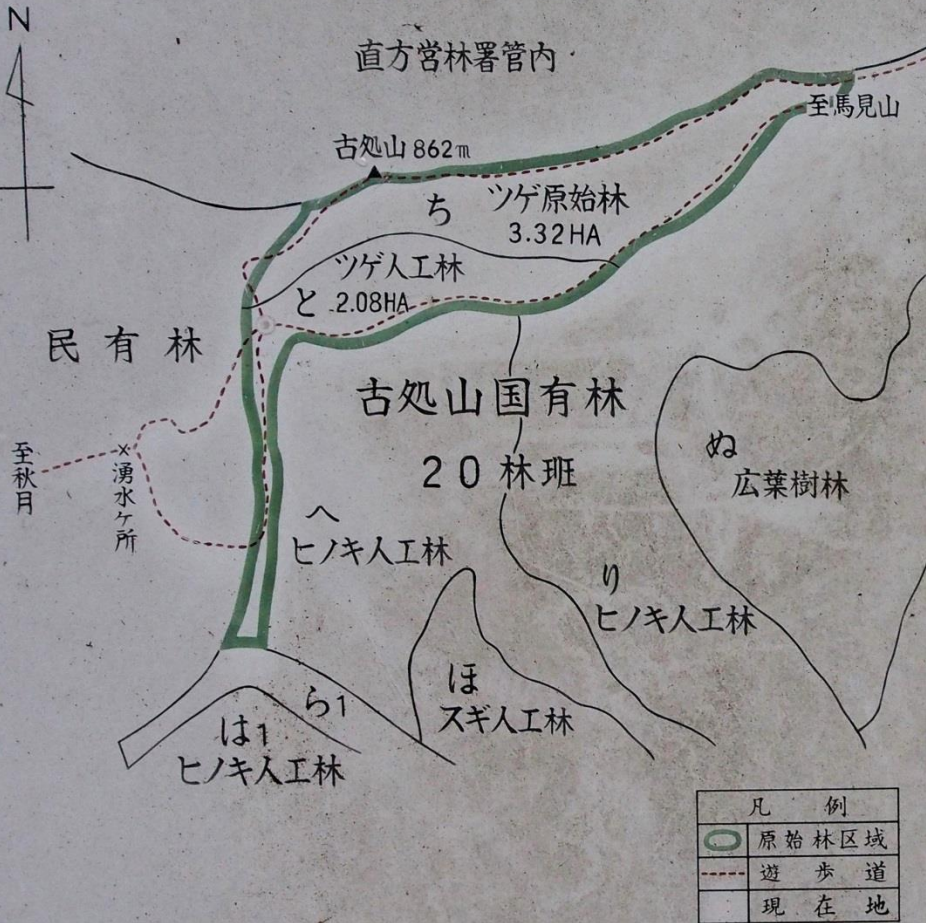 N
直方営林署管内
至馬見山
古処山 862m
ち
ツゲ原始林
3.32HA
ツゲ人工林
と 2.08HA
民有林
古処山国有林
20林班
ぬ
広葉樹林
至秋月
×
湧水ヶ所
へ
ヒノキ人工林
り
ヒノキ人工林
ほ
スギ人工林
ら1
は1
ヒノキ人工林
凡例
原始林区域
遊歩道
現在地